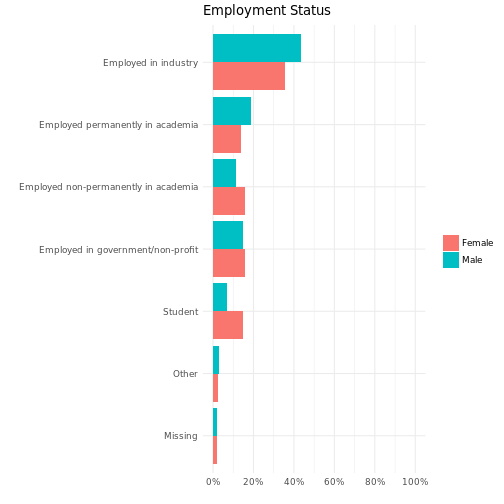 Employment Status
Employed in industry
Employed permanently in academia
Employed non-permanently in academia
Employed in government/non-profit
Student
Other
Missing
0% 20% 40% 60% 80% 100%
Female
Male